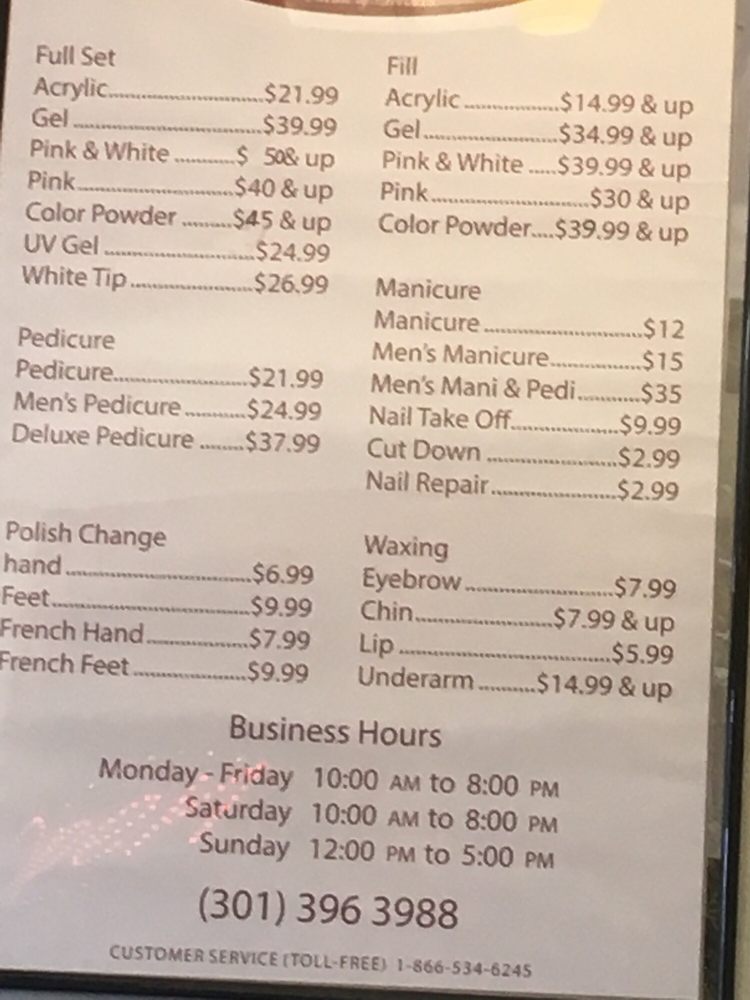 Full Set
Acrylic..............................$21.99
Gel....................................$39.99
Pink & White............$ 50& up
Pink..............................$40 & up
Color Powder.........$45 & up
UV Gel.............................$24.99
White Tip.......................$26.99
Pedicure
Pedicure.........................$21.99
Men's Pedicure...........$24.99
Deluxe Pedicure........$37.99
Polish Change
hand...................................$6.99
Feet.....................................$9.99
French Hand...................$7.99
French Feet.....................$9.99
Fill
Acrylic..................$14.99 & up
Gel.........................$34.99 & up
Pink & White.....$39.99 & up
Pink.............................$30 & up
Color Powder....$39.99 & up
Manicure
Manicure.............................$12
Men's Manicure................$15
Men's Mani & Pedi...........$35
Nail Take Off....................$9.99
Cut Down........................$2.99
Nail Repair.......................$2.99
Waxing
Eyebrow...........................$7.99
Chin.........................$7.99 & up
Lip......................................$5.99
Underarm..........$14.99 & up
Business Hours
Monday - Friday 10:00 AM to 8:00 PM
Saturday 10:00 AM to 8:00 PM
Sunday 12:00 PM to 5:00 PM
(301) 396 3988
CUSTOMER SERVICE (TOLL-FREE) 1-866-534-6245